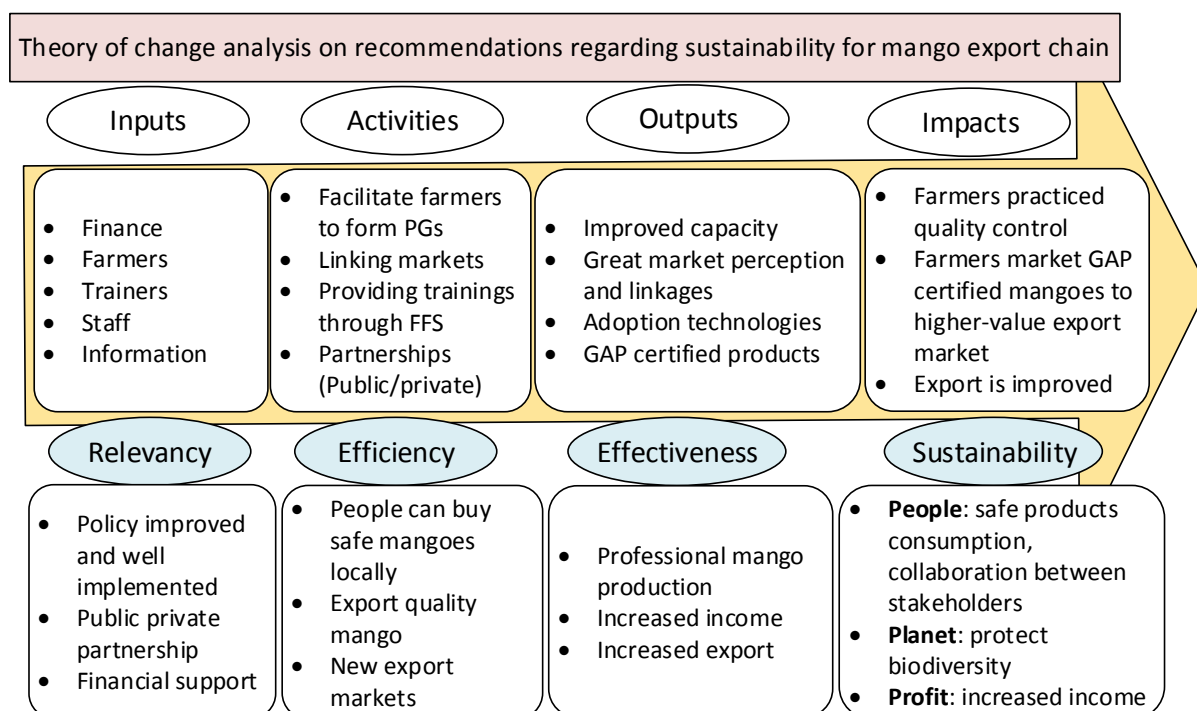 Theory of change analysis on recommendations regarding sustainability for mango export chain
Inputs
Activities
Outputs
Impacts
• Finance
• Farmers
• Trainers
• Staff
• Information
• Facilitate farmers
to form PGs
• Linking markets
• Providing trainings
through FFS
• Partnerships
(Public/private)
• Improved capacity
• Great market perception
and linkages
• Adoption technologies
• GAP certified products
• Farmers practiced
quality control
• Farmers market GAP
certified mangoes to
higher-value export
market
• Export is improved
Relevancy
Efficiency
Effectiveness
Sustainability
• Policy improved
and well
implemented
• Public private
partnership
• Financial support
• People can buy
safe mangoes
locally
• Export quality
mango
• New export
markets
• Professional mango
production
• Increased income
• Increased export
• People: safe products
consumption,
collaboration between
stakeholders
• Planet: protect
biodiversity
• Profit: increased income